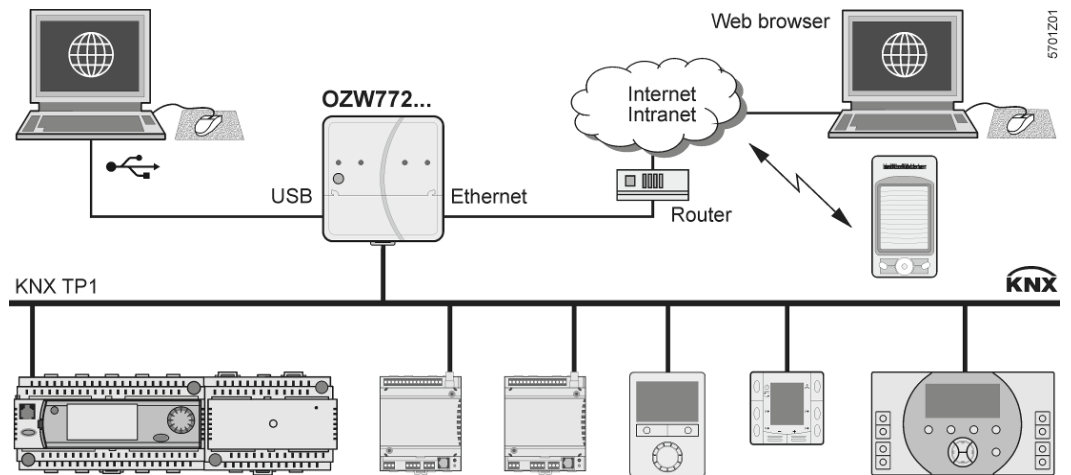 Web browser
5701Z01
OZW772...
Internet
Intranet
USB
Ethernet
Router
KNX TP1
KNX